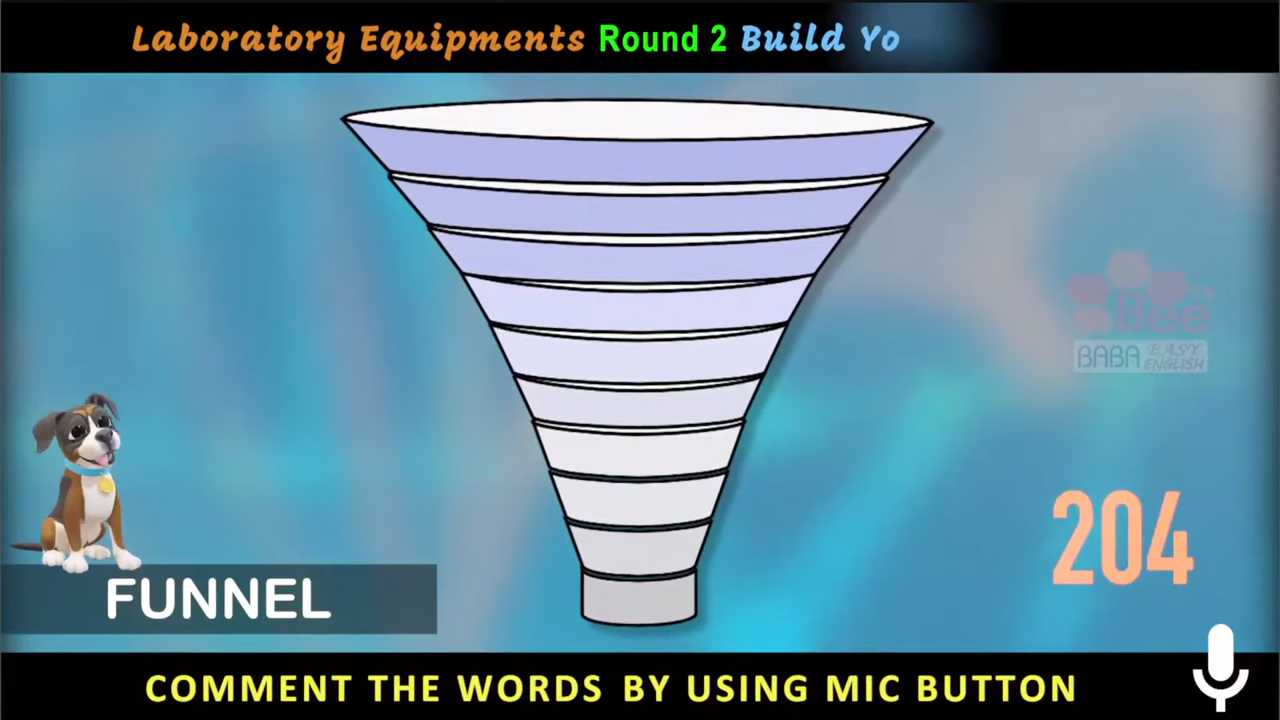 Laboratory Equipments Round 2 Build Yo
Bee
BABA EASY ENGLISH
204
FUNNEL
COMMENT THE WORDS BY USING MIC BUTTON